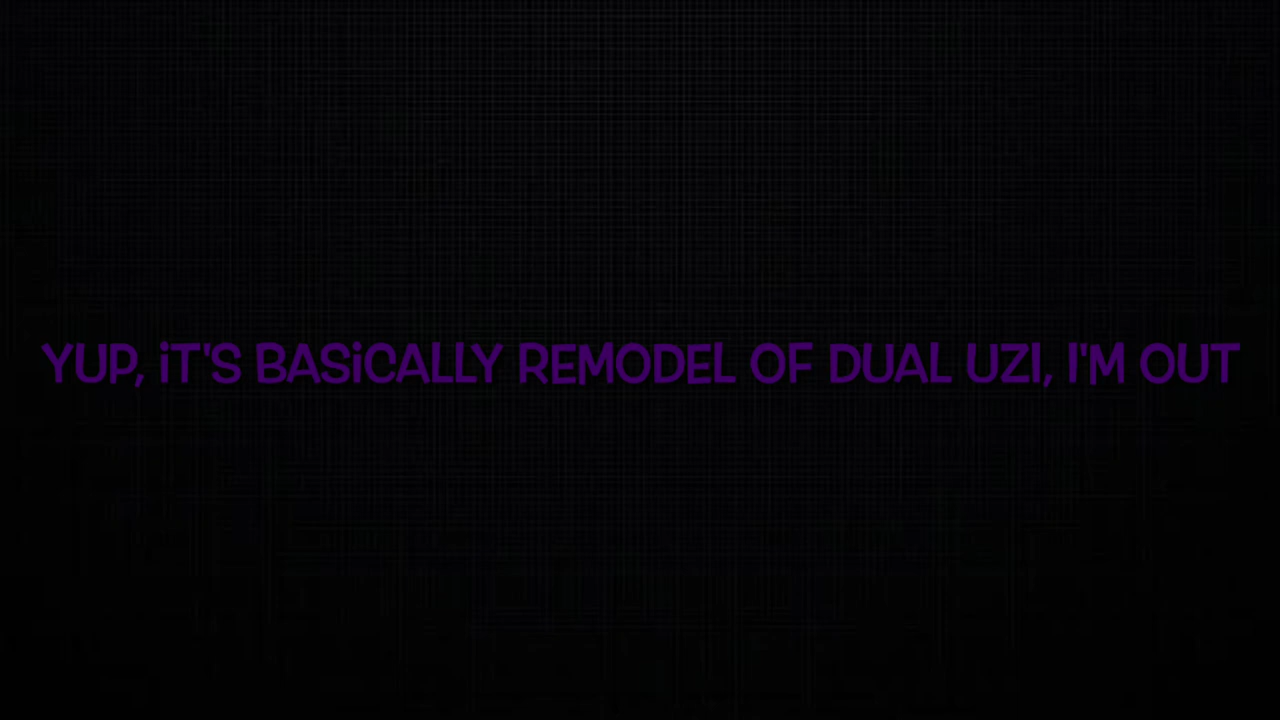 YUP, iT'S BASiCALLY REMODEL OF DUAL UZI, I'M OUT